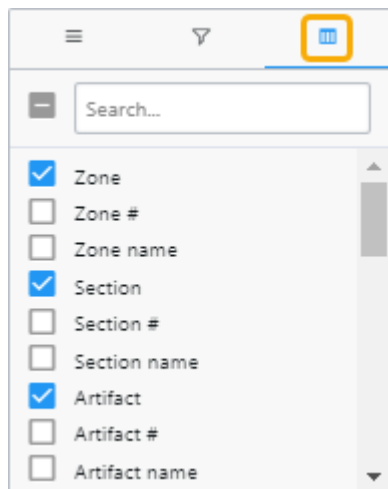 Search...
Zone
Zone #
Zone name
Section
Section #
Section name
Artifact
Artifact #
Artifact name